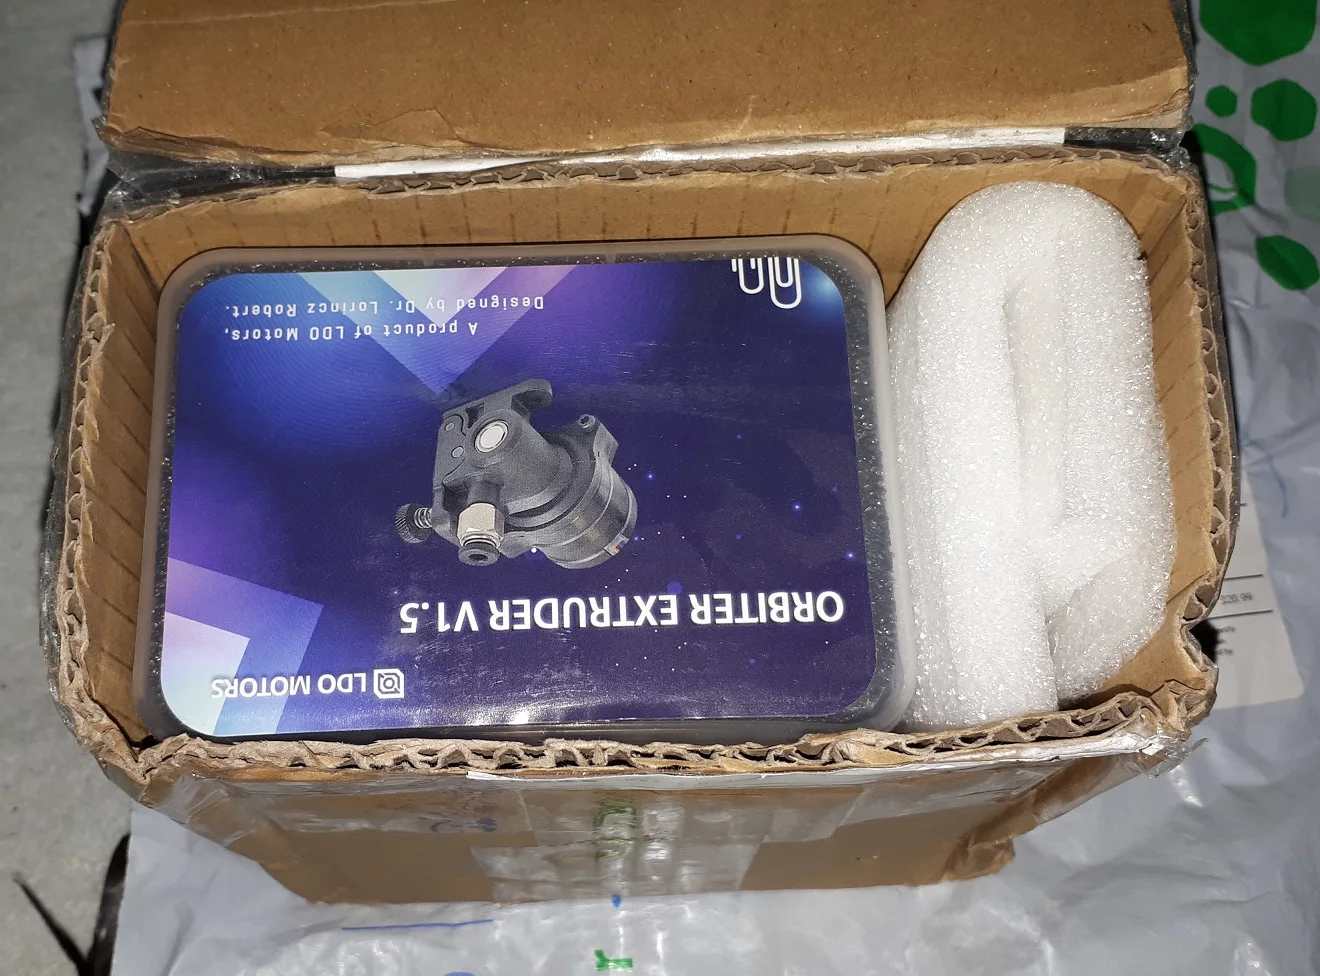 LDO MOTORS
ORBITER EXTRUDER V1.5
A product of LDO Motors,
Designed by Dr. Lorincz Robert.